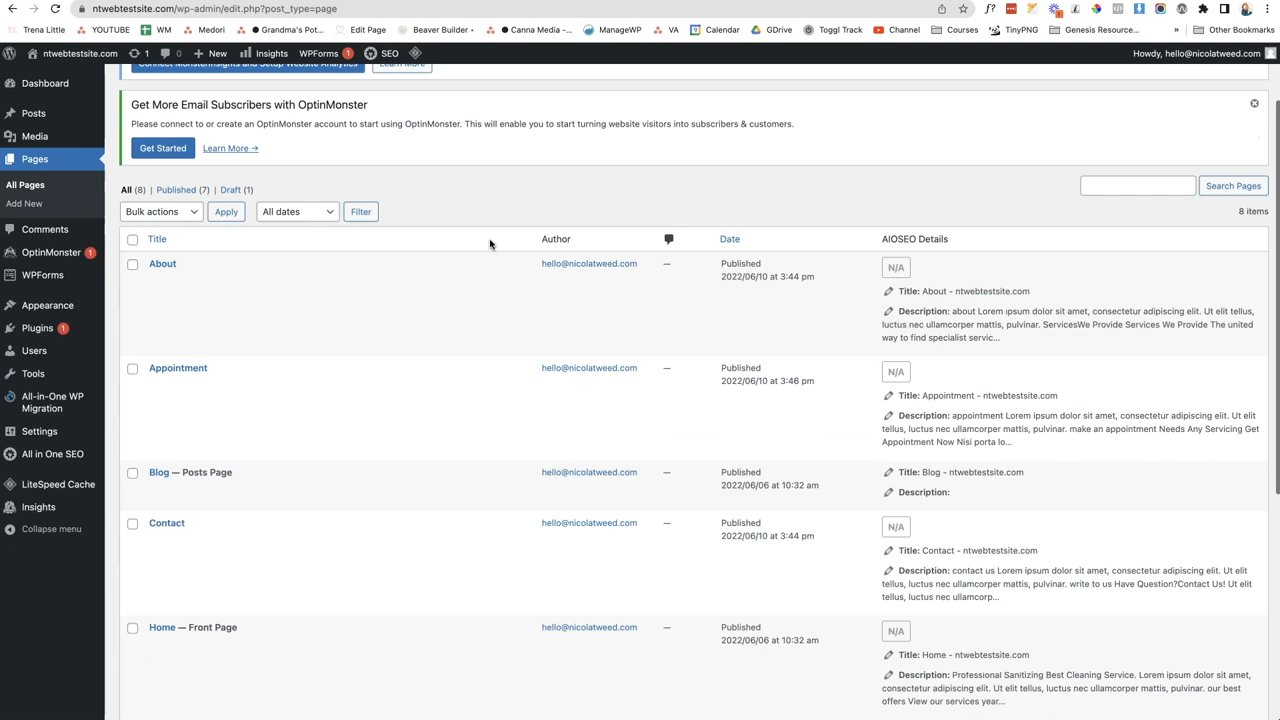 ntwebtestsite.com/wp-admin/edit.php?post_type=page
Trena Little
YOUTUBE
WM
Medori
Grandma's Pot...
Edit Page
Beaver Builder
Canna Media -...
ManageWP
VA
Calendar
GDrive
Toggl Track
Channel
Courses
TinyPNG
Genesis Resource...
»
Other Bookmarks
ntwebtestsite.com
1
0
+ New
Insights
WPForms 1
SEO
Howdy, hello@nicolatweed.com
Dashboard
Posts
Media
Pages
All Pages
Add New
Comments
OptinMonster 1
WPForms
Appearance
Plugins 1
Users
Tools
All-in-One WP
Migration
Settings
All in One SEO
LiteSpeed Cache
Insights
Collapse menu
Connect MonsterInsights and Setup Website Analytics
Learn More
Get More Email Subscribers with OptinMonster
Please connect to or create an OptinMonster account to start using OptinMonster. This will enable you to start turning website visitors into subscribers & customers.
Get Started
Learn More →
All (8) | Published (7) | Draft (1)
Search Pages
Bulk actions
Apply
All dates
Filter
8 items
Title
Author
Date
AIOSEO Details
About
hello@nicolatweed.com
—
Published
2022/06/10 at 3:44 pm
N/A
Title: About - ntwebtestsite.com
Description: about Lorem ipsum dolor sit amet, consectetur adipiscing elit. Ut elit tellus,
luctus nec ullamcorper mattis, pulvinar. ServicesWe Provide Services We Provide The united
way to find specialist servic...
Appointment
hello@nicolatweed.com
—
Published
2022/06/10 at 3:46 pm
N/A
Title: Appointment - ntwebtestsite.com
Description: appointment Lorem ipsum dolor sit amet, consectetur adipiscing elit. Ut elit
tellus, luctus nec ullamcorper mattis, pulvinar. make an appointment Needs Any Servicing Get
Appointment Now Nisi porta lo...
Blog — Posts Page
hello@nicolatweed.com
—
Published
2022/06/06 at 10:32 am
Title: Blog - ntwebtestsite.com
Description:
Contact
hello@nicolatweed.com
—
Published
2022/06/10 at 3:44 pm
N/A
Title: Contact - ntwebtestsite.com
Description: contact us Lorem ipsum dolor sit amet, consectetur adipiscing elit. Ut elit
tellus, luctus nec ullamcorper mattis, pulvinar. write to us Have Question?Contact Us! Ut elit
tellus, luctus nec ullamcorp...
Home — Front Page
hello@nicolatweed.com
—
Published
2022/06/06 at 10:32 am
N/A
Title: Home - ntwebtestsite.com
Description: Professional Sanitizing Best Cleaning Service. Lorem ipsum dolor sit amet,
consectetur adipiscing elit. Ut elit tellus, luctus nec ullamcorper mattis, pulvinar. our best
offers View our services year...